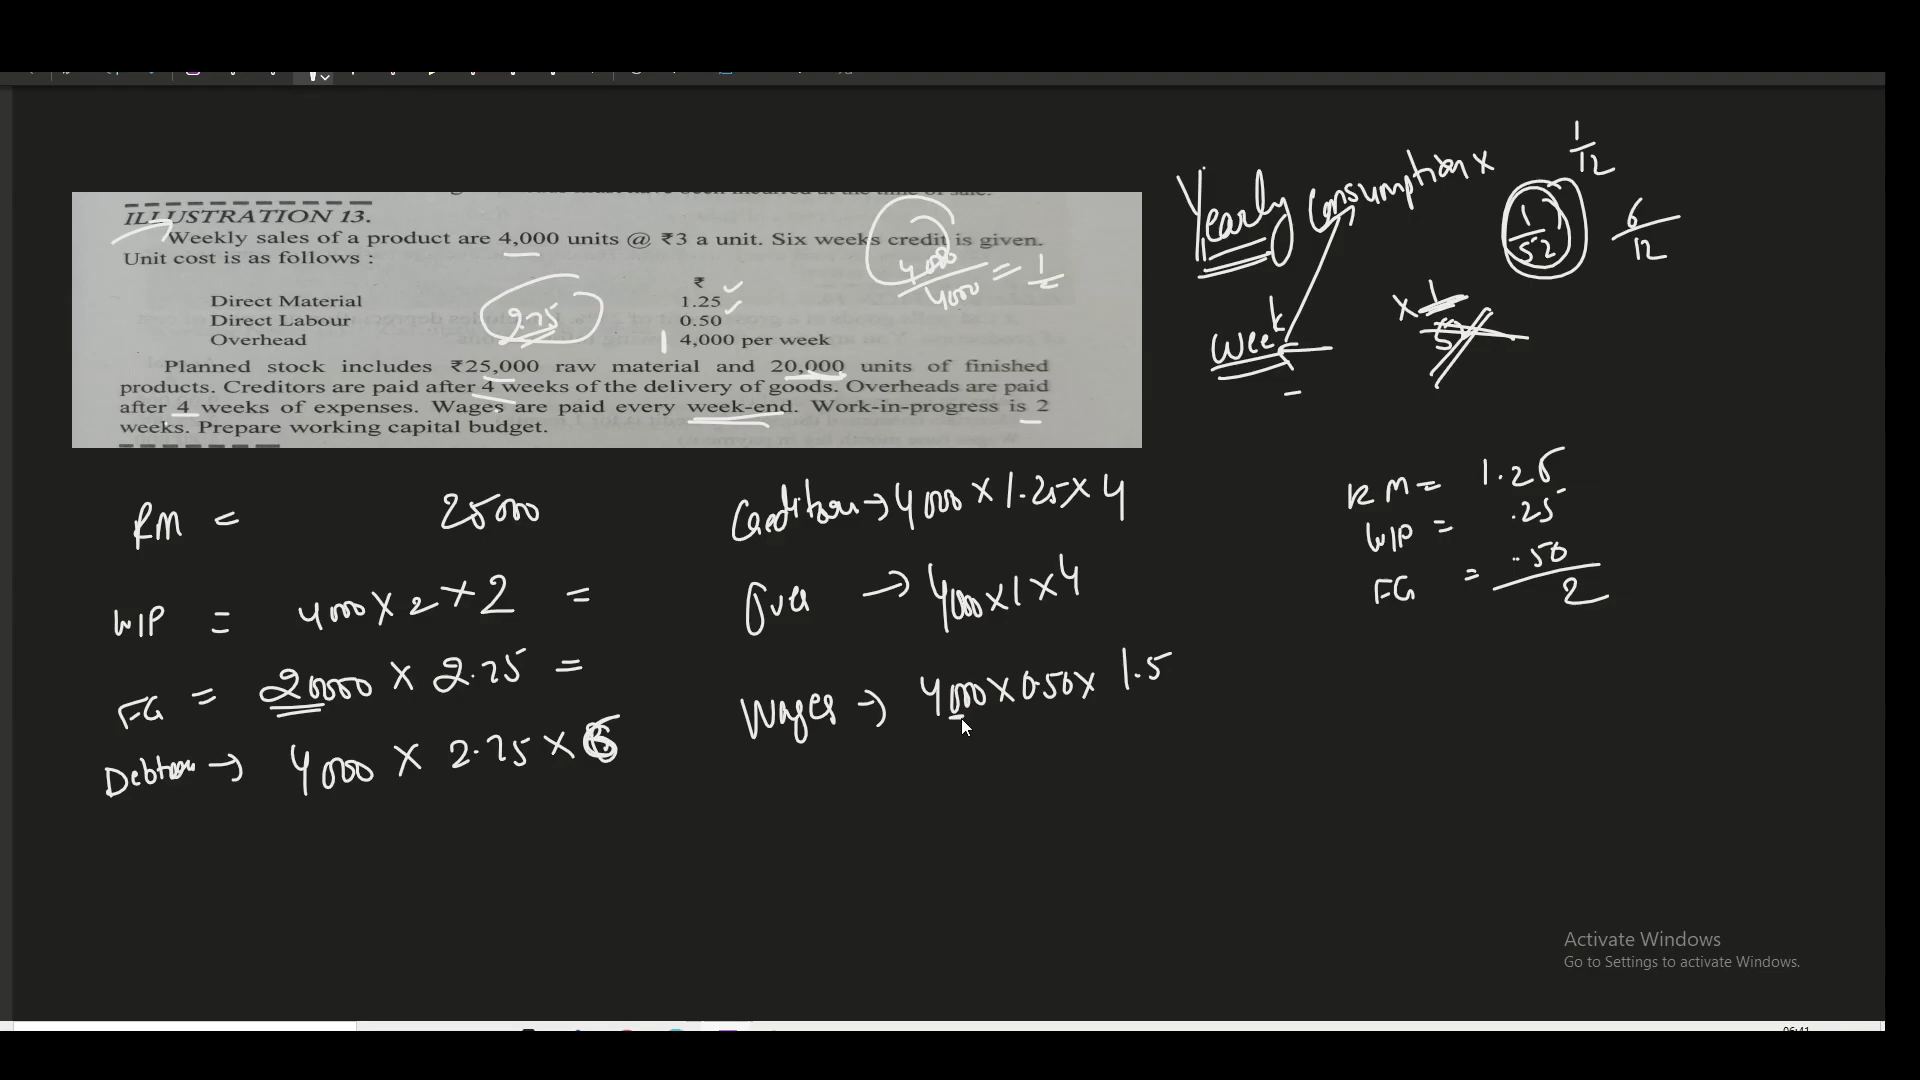 ILLUSTRATION 13.
Weekly sales of a product are 4,000 units @ ₹3 a unit. Six weeks credit is given.
Unit cost is as follows :
₹
Direct Material 1.25
Direct Labour 0.50
Overhead 4,000 per week
Planned stock includes ₹25,000 raw material and 20,000 units of finished
products. Creditors are paid after 4 weeks of the delivery of goods. Overheads are paid
after 4 weeks of expenses. Wages are paid every week-end. Work-in-progress is 2
weeks. Prepare working capital budget.
2.75
4000
4000 = 1
1
Yearly Consumption x
1
12
1
52
6
12
Week
x 1
RM = 25000
WIP = 4000 x 2 x 2 =
FG = 20000 x 2.75 =
Debtors → 4000 x 2.75 x 6
Creditors → 4000 x 1.25 x 4
Over → 4000 x 1 x 4
Wages → 4000 x 0.50 x 1.5
RM = 1.25
WIP = .25
FG = .50
2
Activate Windows
Go to Settings to activate Windows.